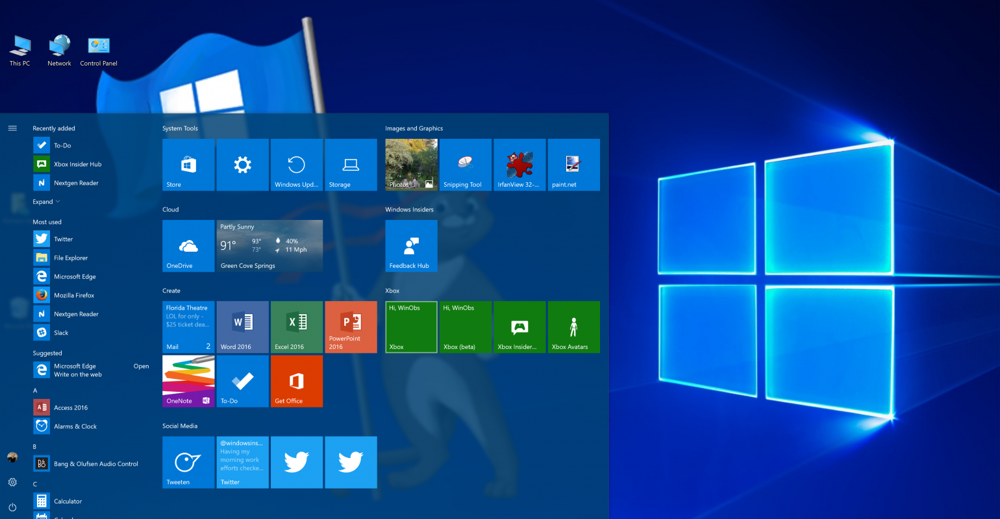 This PC
Network
Control Panel
Recently added
To-Do
Xbox Insider Hub
Nextgen Reader
Expand
Most used
Twitter
File Explorer
Microsoft Edge
Mozilla Firefox
Nextgen Reader
Slack
Suggested
Microsoft Edge
Write on the web
Open
A
Access 2016
Alarms & Clock
B
Bang & Olufsen Audio Control
C
Calculator
System Tools
Store
Windows Upd...
Storage
Cloud
OneDrive
Partly Sunny
91°
93°
73°
40%
11 Mph
Green Cove Springs
Create
Florida Theatre
LOL for only -
$25 ticket dea...
Mail 2
Word 2016
Excel 2016
PowerPoint
2016
OneNote
To-Do
Get Office
Social Media
Tweeten
@windowsins...
Having my
morning work
efforts checke...
Twitter
Images and Graphics
Photos
Snipping Tool
IrfanView 32-...
paint.net
Windows Insiders
Feedback Hub
Xbox
Hi, WinObs
Xbox
Hi, WinObs
Xbox (beta)
Xbox Insider...
Xbox Avatars